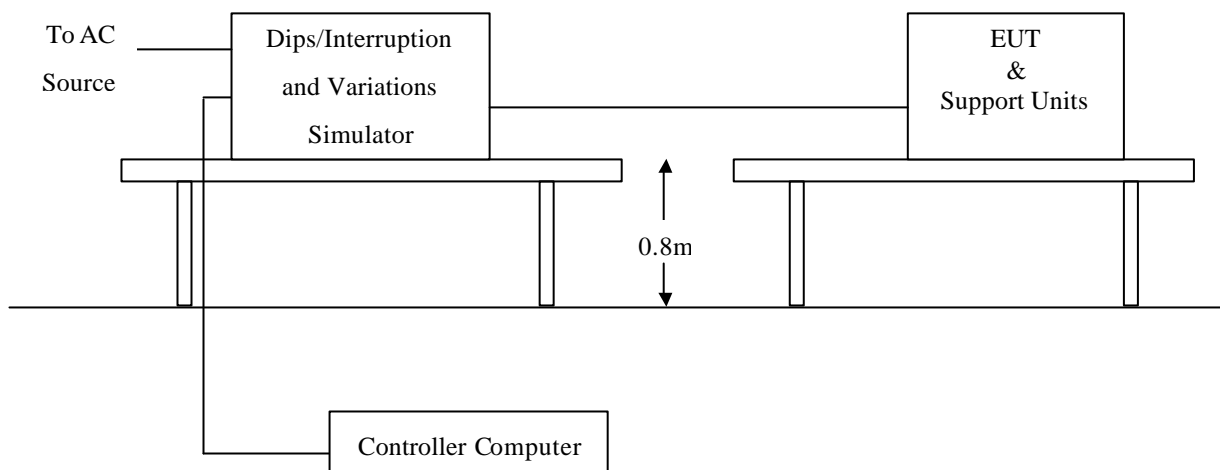 To AC
Source
Dips/Interruption
and Variations
Simulator
EUT
&
Support Units
0.8m
Controller Computer